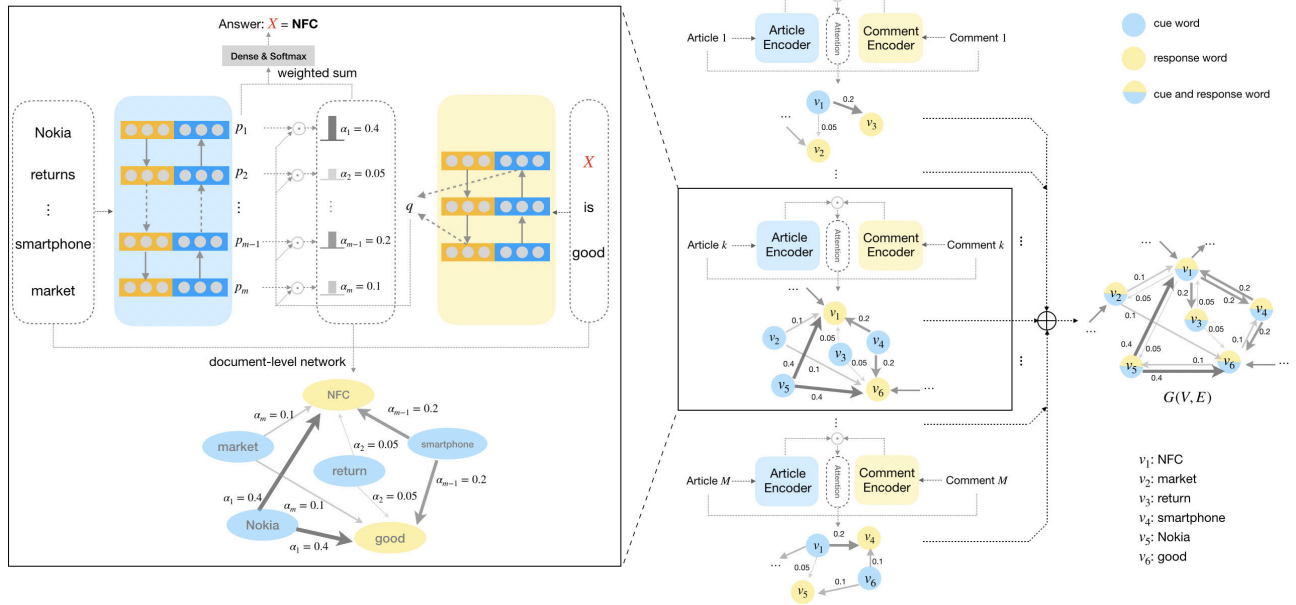 Answer: X = NFC
Dense & Softmax
weighted sum
Nokia
returns
⋮
smartphone
market
p₁
p₂
⋮
pₘ₋₁
pₘ
α₁ = 0.4
α₂ = 0.05
⋮
αₘ₋₁ = 0.2
αₘ = 0.1
q
X
is
good
document-level network
NFC
market
return
smartphone
Nokia
good
αₘ = 0.1
αₘ₋₁ = 0.2
α₂ = 0.05
αₘ₋₁ = 0.2
α₁ = 0.4
αₘ = 0.1
α₂ = 0.05
α₁ = 0.4
Article 1
Article Encoder
Attention
Comment Encoder
Comment 1
v₁
0.2
v₃
...
0.05
v₂
⋮
Article k
Article Encoder
Attention
Comment Encoder
Comment k
...
v₁
0.1
0.2
v₂
0.05
v₃
v₄
0.4
0.1
0.05
0.2
v₅
0.4
v₆
...
⋮
⋮
⋮
Article M
Article Encoder
Attention
Comment Encoder
Comment M
0.2
v₁
v₄
...
0.05
0.1
v₆
0.1
v₅
cue word
response word
cue and response word
...
...
v₁
0.1
v₂
0.05
0.2
0.05
0.2
0.2
...
0.1
v₃
v₄
0.4
0.05
0.05
0.1
0.2
v₅
0.1
v₆
...
0.4
G(V, E)
v₁: NFC
v₂: market
v₃: return
v₄: smartphone
v₅: Nokia
v₆: good